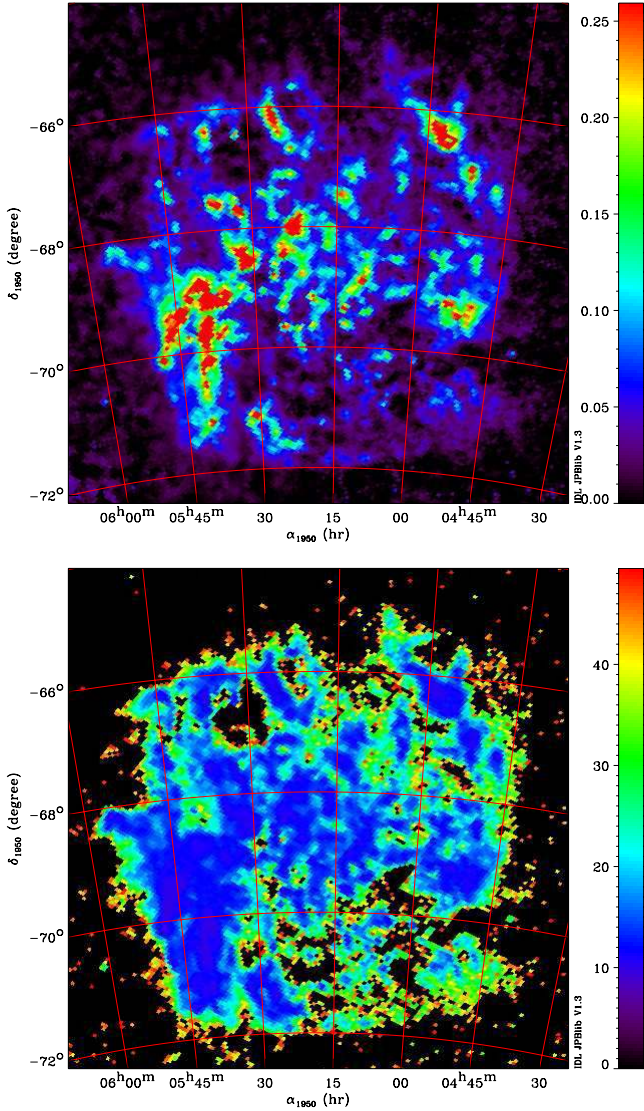 0.25
0.20
0.15
0.10
0.05
0.00
IDL JPBlib V1.3
−66°
−68°
−70°
−72°
δ1950 (degree)
06h00m 05h45m 30 15 00 04h45m 30
α1950 (hr)
40
30
20
10
0
IDL JPBlib V1.3
−66°
−68°
−70°
−72°
δ1950 (degree)
06h00m 05h45m 30 15 00 04h45m 30
α1950 (hr)